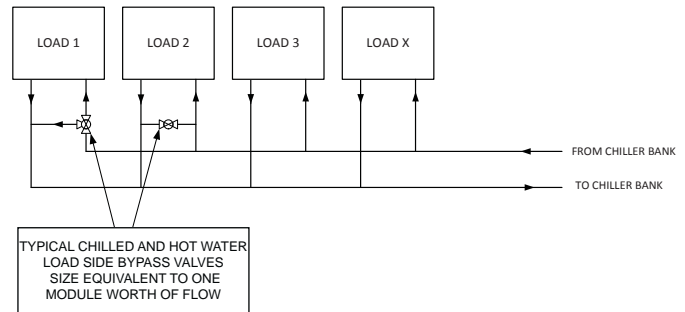 LOAD 1
LOAD 2
LOAD 3
LOAD X
FROM CHILLER BANK
TO CHILLER BANK
TYPICAL CHILLED AND HOT WATER
LOAD SIDE BYPASS VALVES
SIZE EQUIVALENT TO ONE
MODULE WORTH OF FLOW